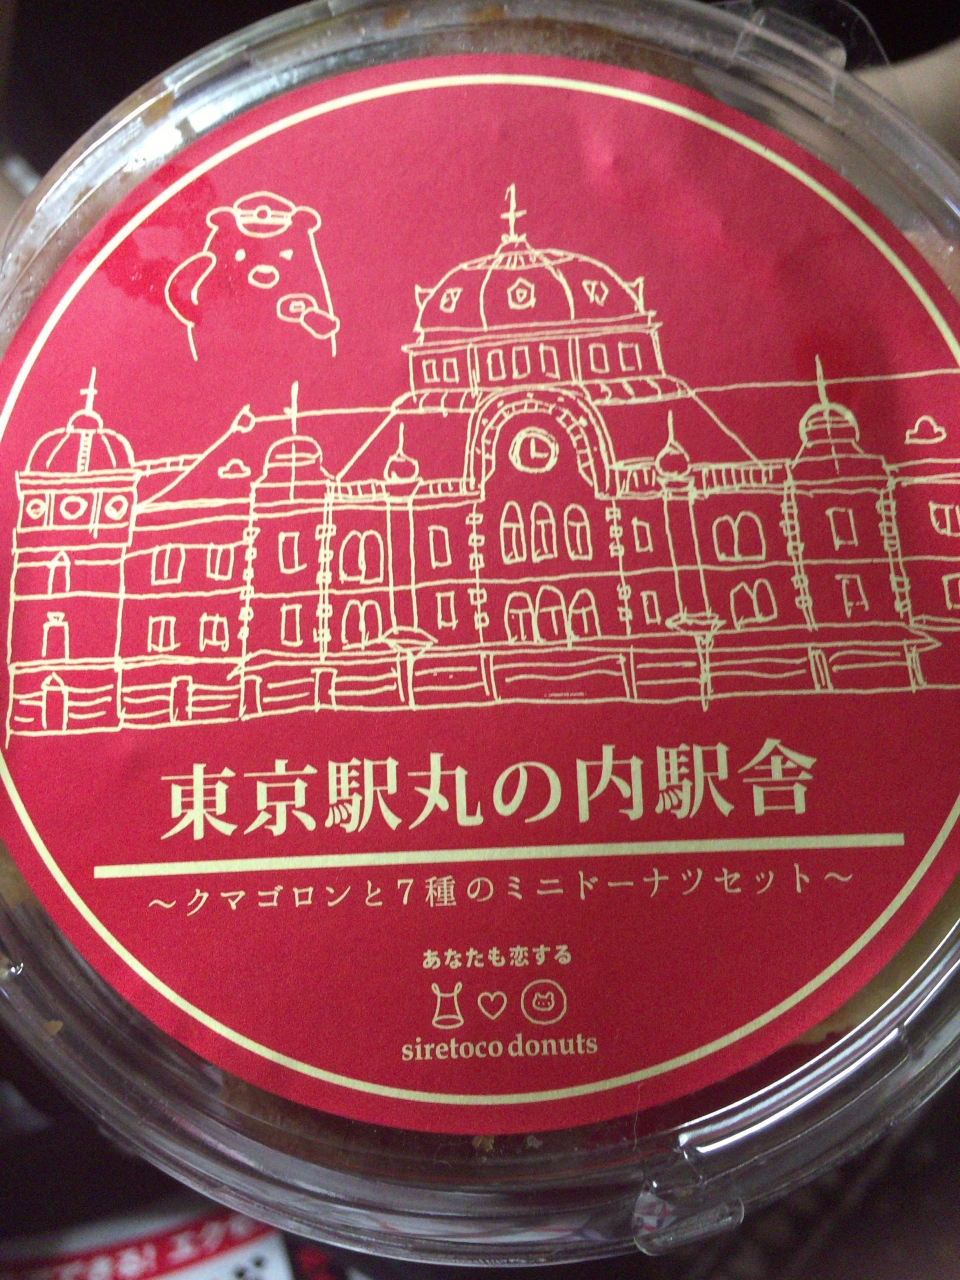 東京駅丸の内駅舎
～クマゴロンと7種のミニドーナツセット～
あなたも恋する
siretoco donuts